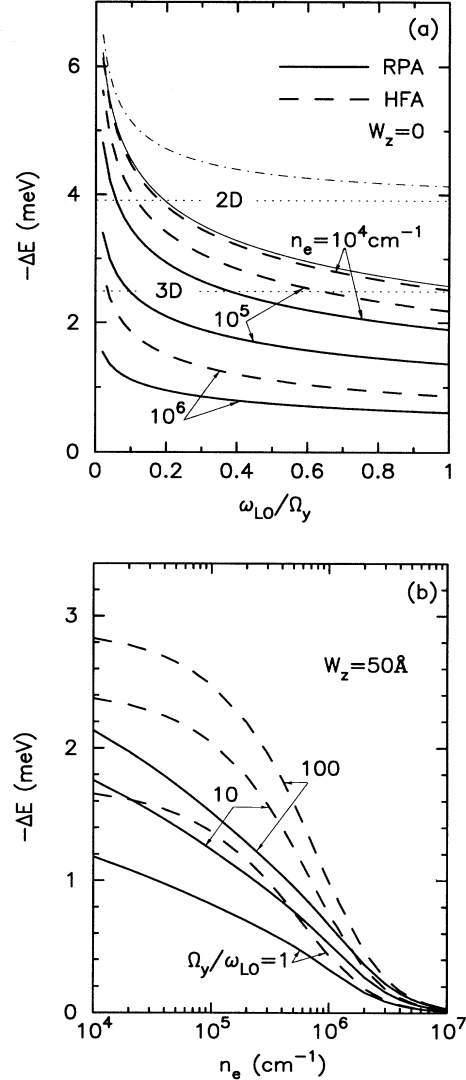 (a)
6
RPA
HFA
W_z=0
4
2D
n_e=10^4cm^-1
3D
2
10^5
10^6
0
0 0.2 0.4 0.6 0.8 1
-ΔE (meV)
ω_LO/Ω_y
(b)
3
W_z=50Å
2
100
10
1
Ω_y/ω_LO=1
0
10^4 10^5 10^6 10^7
-ΔE (meV)
n_e (cm^-1)